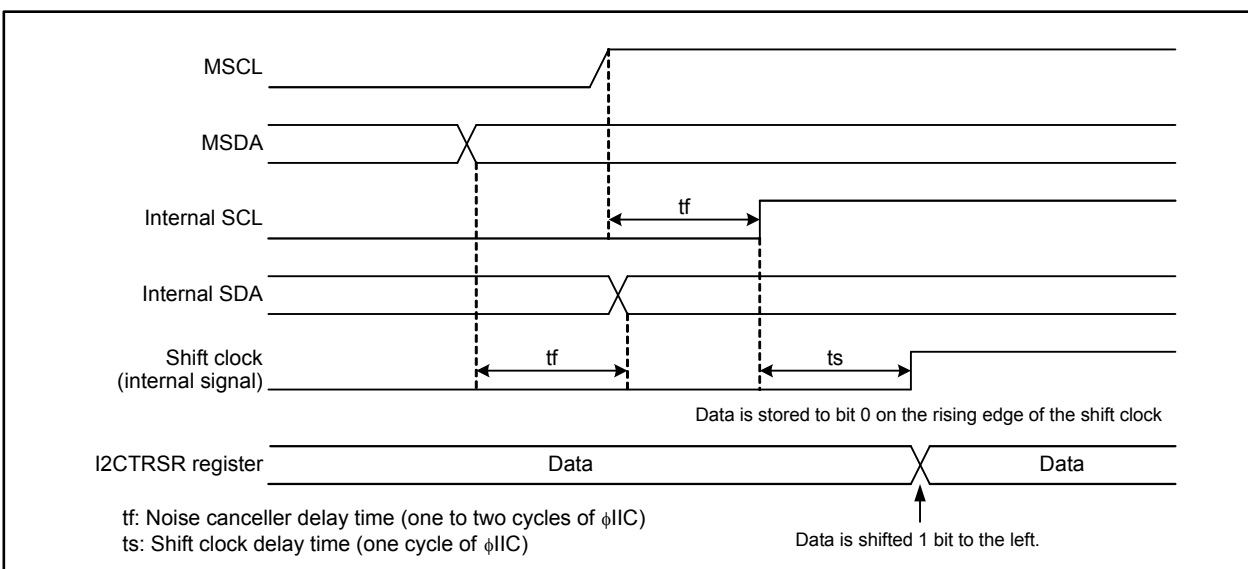 MSCL
MSDA
Internal SCL
tf
Internal SDA
Shift clock
(internal signal)
tf
ts
Data is stored to bit 0 on the rising edge of the shift clock
I2CTRSR register
Data
Data
tf: Noise canceller delay time (one to two cycles of ϕIIC)
ts: Shift clock delay time (one cycle of ϕIIC)
Data is shifted 1 bit to the left.